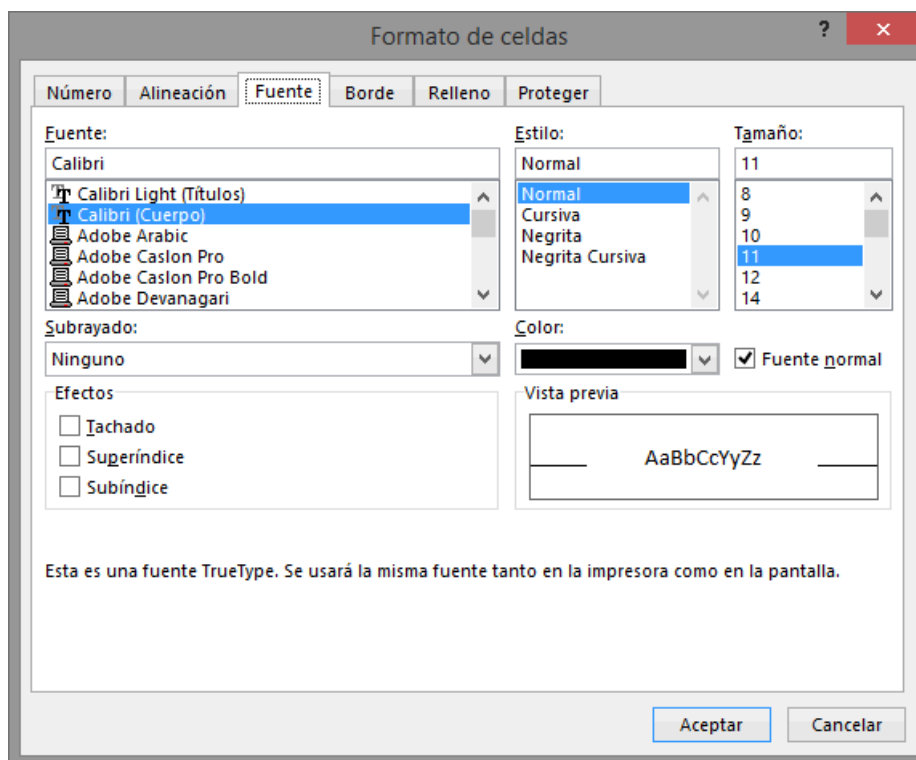 Formato de celdas
?
Número Alineación Fuente Borde Relleno Proteger
Fuente: Estilo: Tamaño:
Calibri Normal 11
Calibri Light (Títulos) Normal 8
Calibri (Cuerpo) Cursiva 9
Adobe Arabic Negrita 10
Adobe Caslon Pro Negrita Cursiva 11
Adobe Caslon Pro Bold 12
Adobe Devanagari 14
Subrayado: Color:
Ninguno Fuente normal
Efectos Vista previa
Tachado
Superíndice AaBbCcYyZz
Subíndice
Esta es una fuente TrueType. Se usará la misma fuente tanto en la impresora como en la pantalla.
Aceptar Cancelar